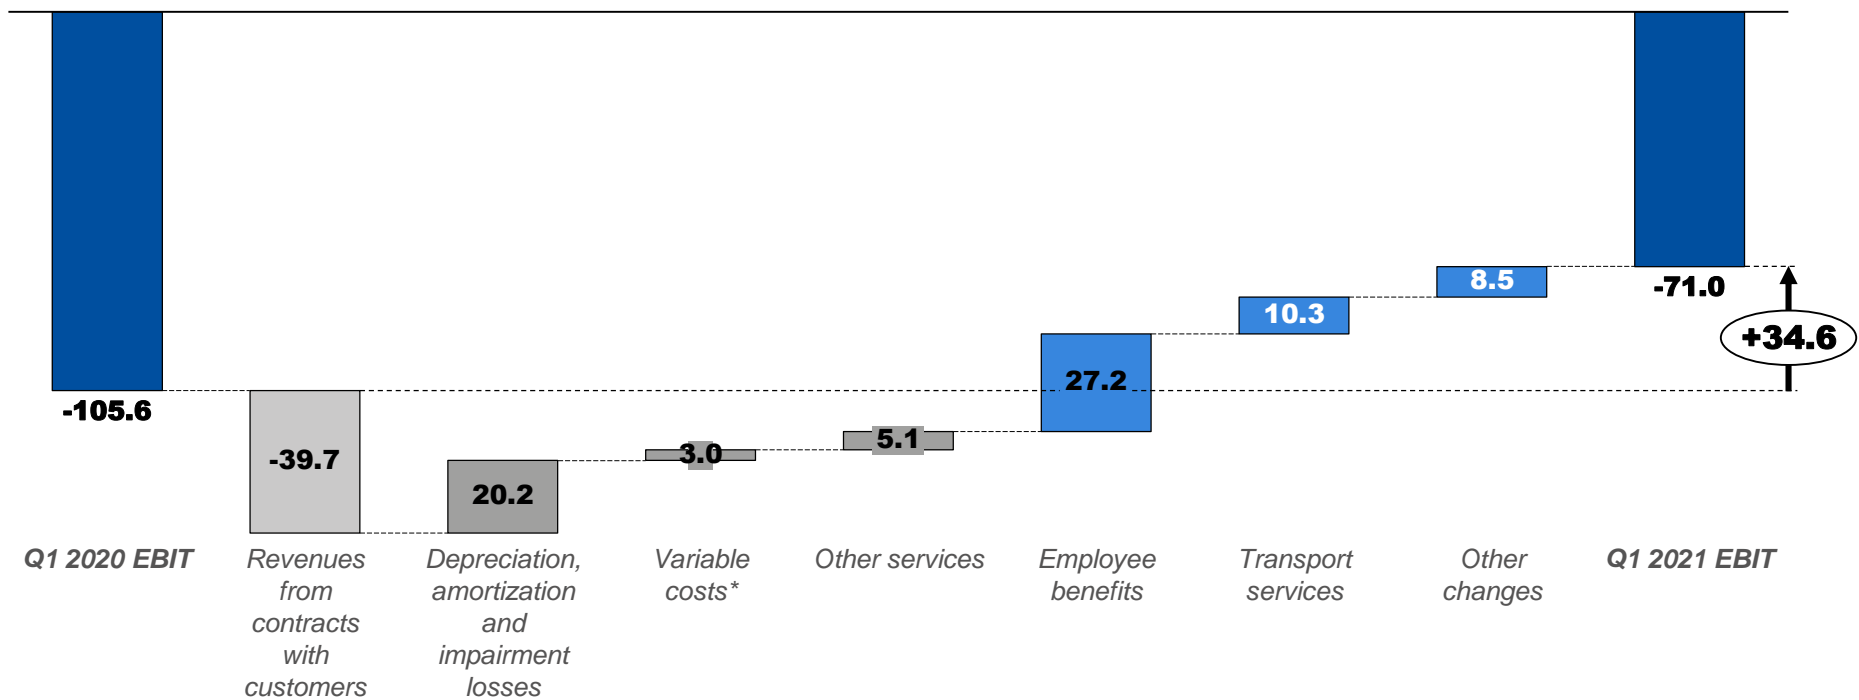 -105.6
-39.7
20.2
3.0
5.1
27.2
10.3
8.5
-71.0
+34.6
Q1 2020 EBIT
Revenues
from
contracts
with
customers
Depreciation,
amortization
and
impairment
losses
Variable
costs*
Other services
Employee
benefits
Transport
services
Other
changes
Q1 2021 EBIT